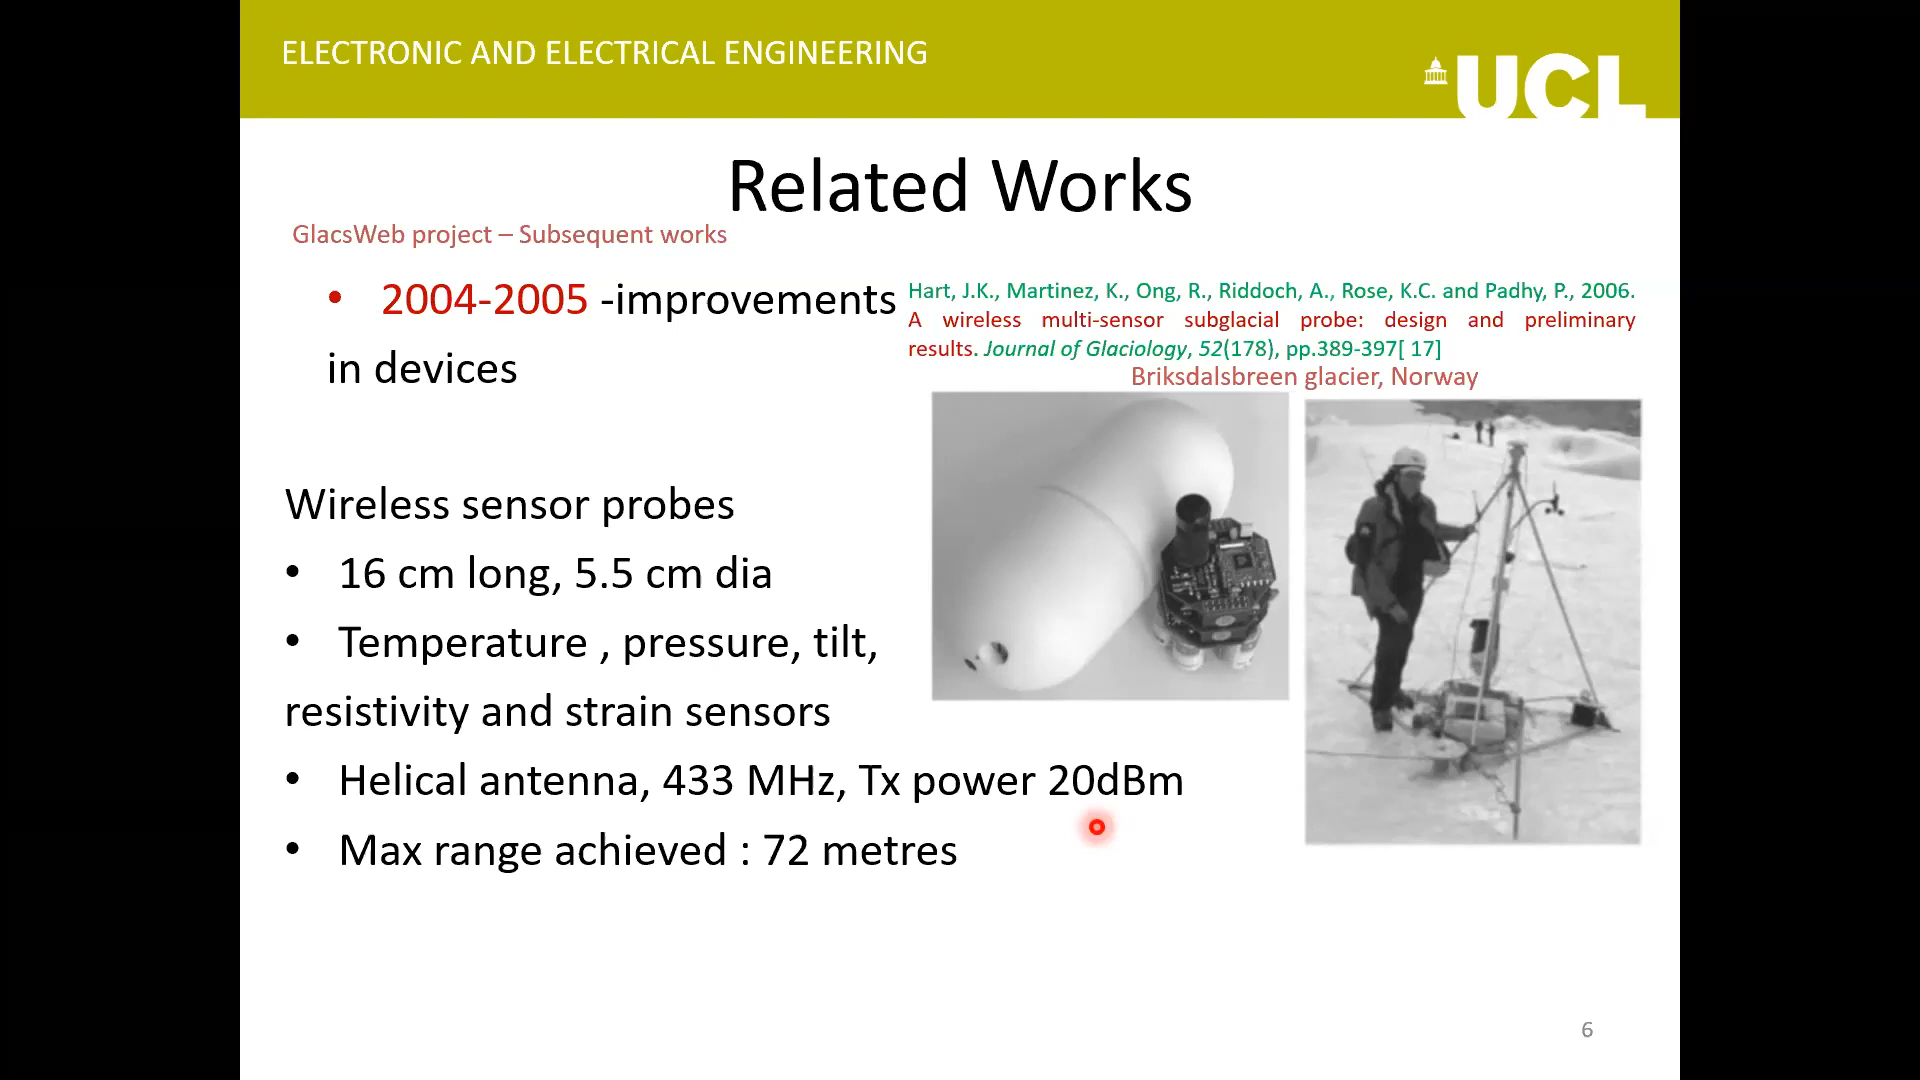 ELECTRONIC AND ELECTRICAL ENGINEERING
UCL
Related Works
GlacsWeb project – Subsequent works
• 2004-2005 -improvements
in devices
Hart, J.K., Martinez, K., Ong, R., Riddoch, A., Rose, K.C. and Padhy, P., 2006.
A wireless multi-sensor subglacial probe: design and preliminary
results. Journal of Glaciology, 52(178), pp.389-397[ 17]
Briksdalsbreen glacier, Norway
Wireless sensor probes
• 16 cm long, 5.5 cm dia
• Temperature , pressure, tilt,
resistivity and strain sensors
• Helical antenna, 433 MHz, Tx power 20dBm
• Max range achieved : 72 metres
6